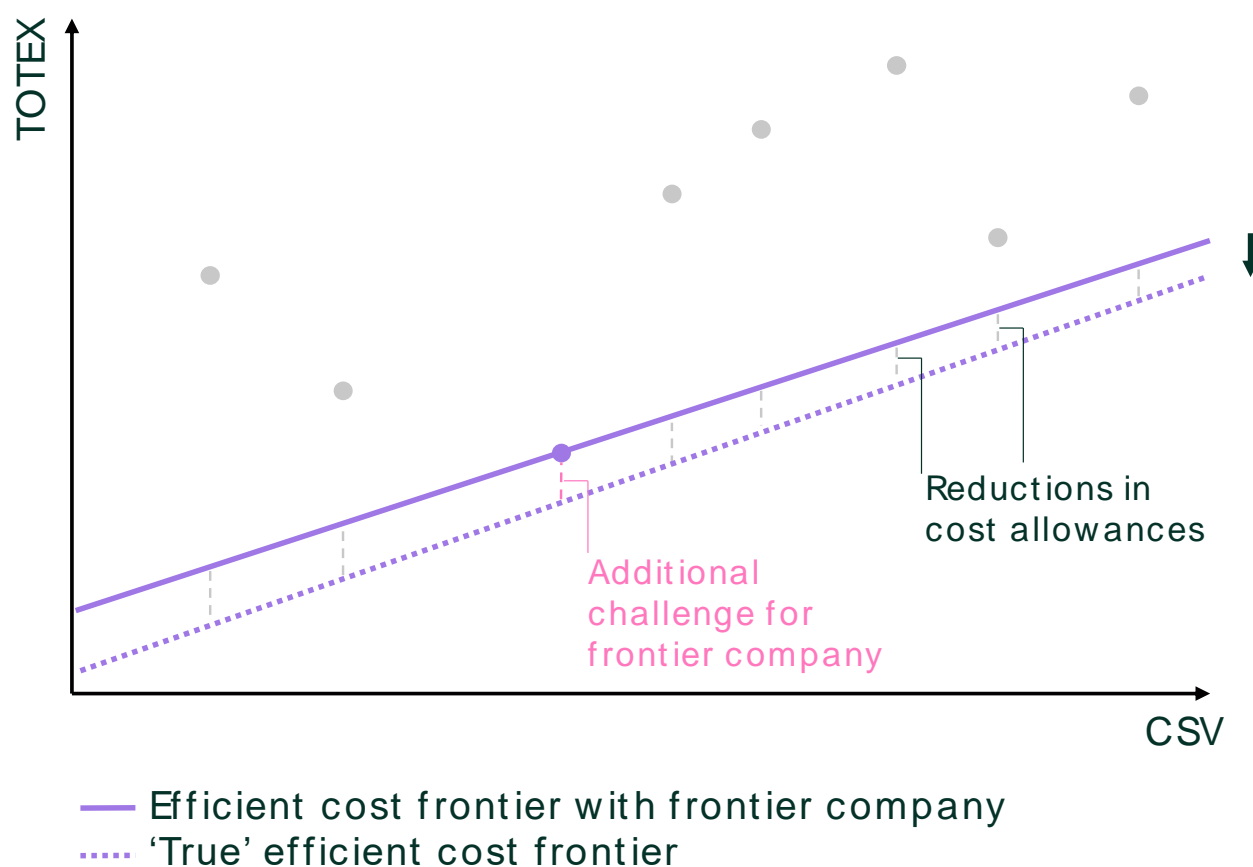 TOTEX
Reductions in
cost allowances
Additional
challenge for
frontier company
CSV
Efficient cost frontier with frontier company
‘True’ efficient cost frontier